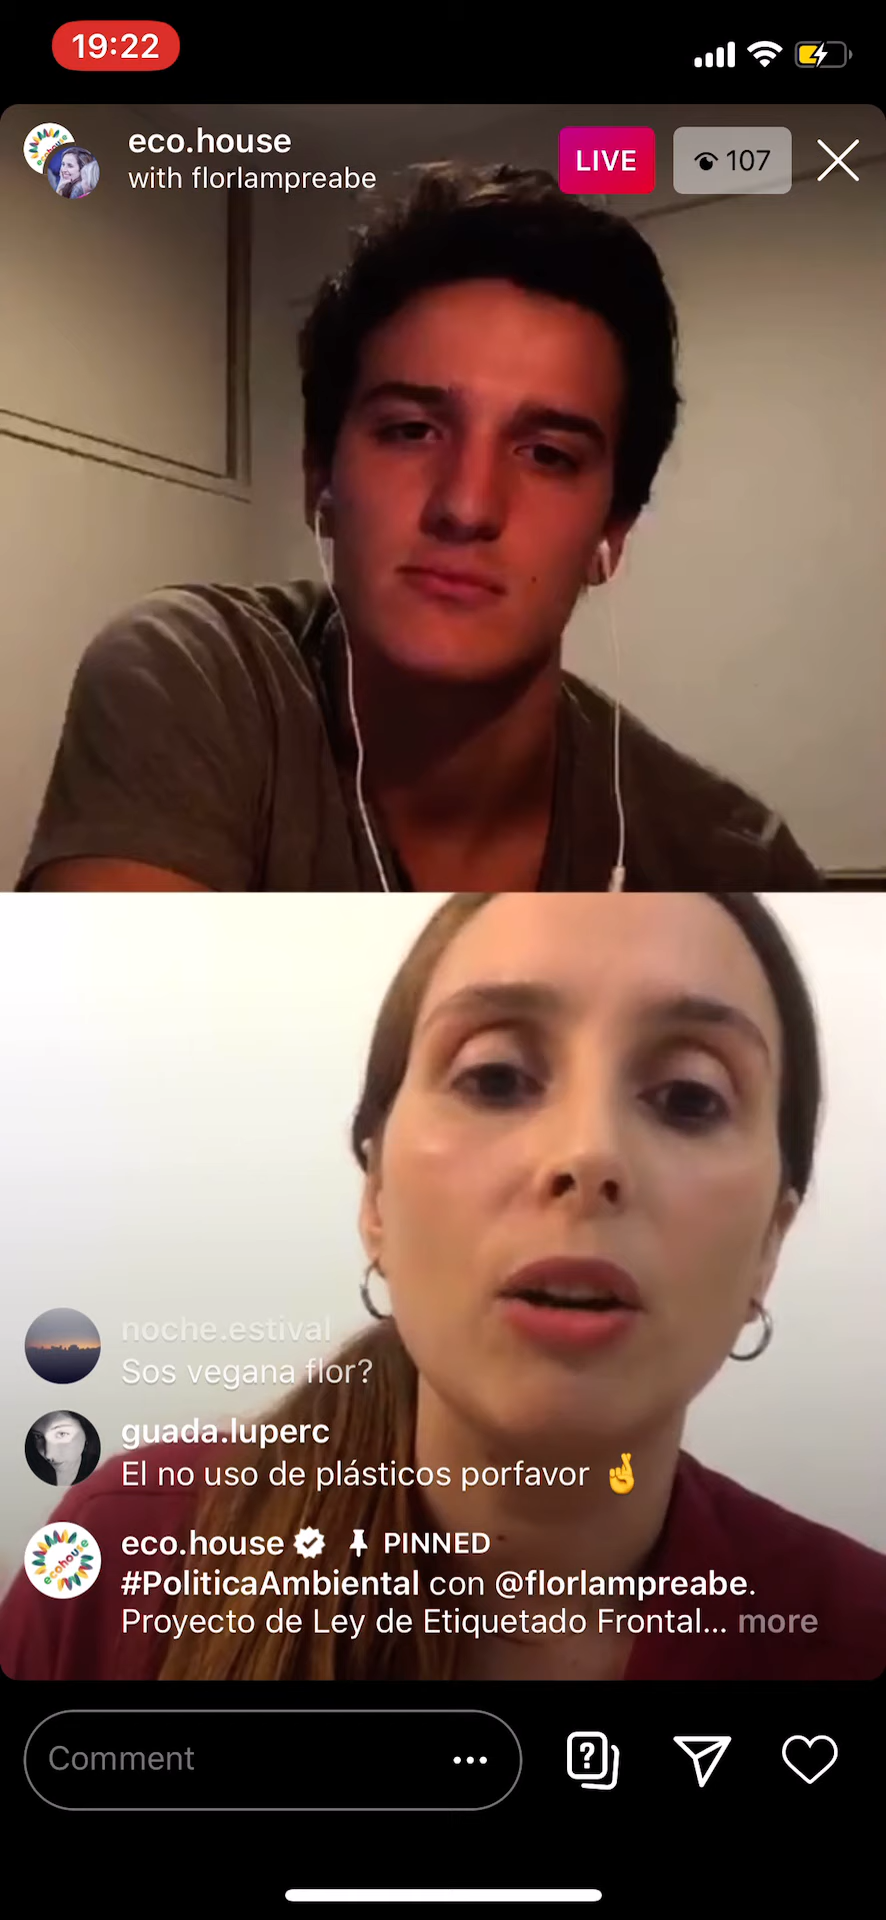 19:22
eco.house
with florlampreabe
LIVE
107
noche.estival
Sos vegana flor?
guada.luperc
El no uso de plásticos porfavor 🤞
eco.house PINNED
#PoliticaAmbiental con @florlampreabe.
Proyecto de Ley de Etiquetado Frontal... more
ecohouse
Comment